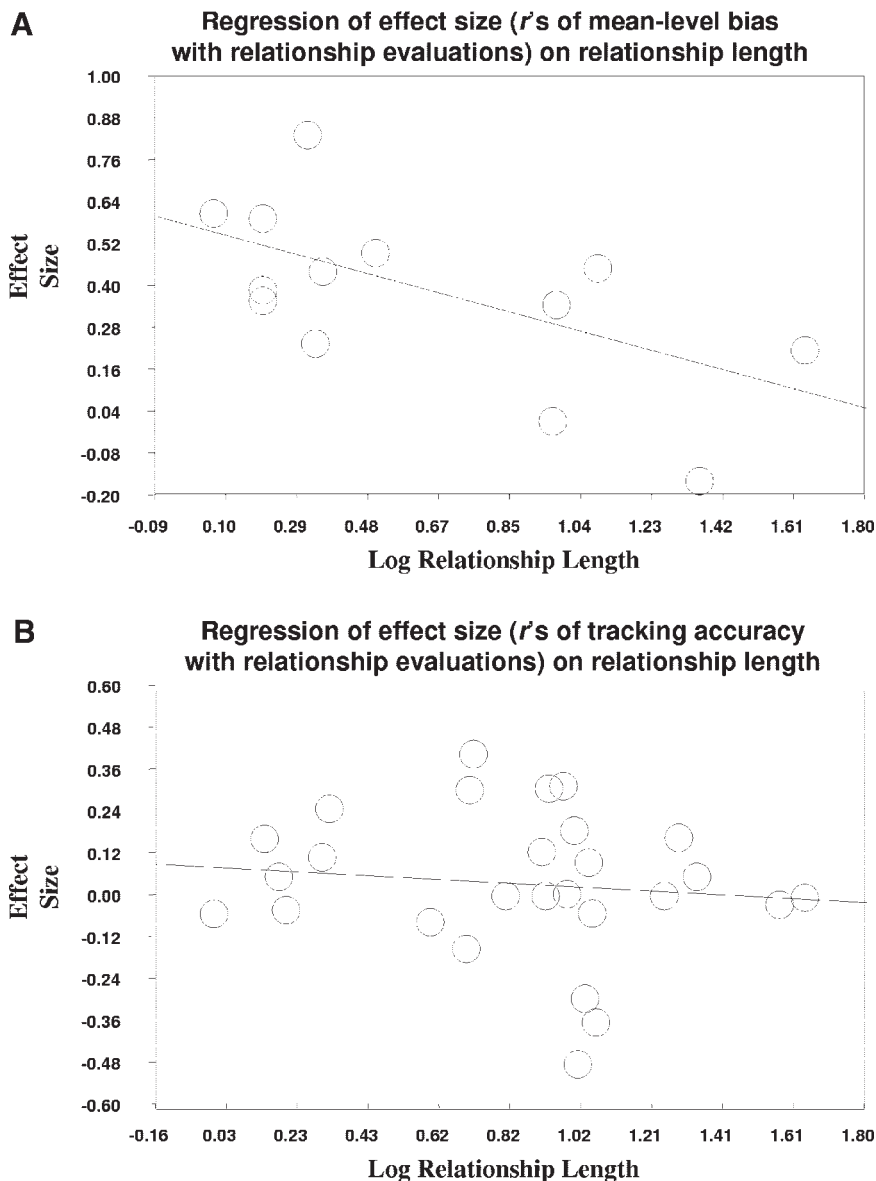 A
Regression of effect size (r's of mean-level bias
with relationship evaluations) on relationship length
1.00
0.88
0.76
0.64
0.52
0.40
0.28
0.16
0.04
-0.08
-0.20
Effect
Size
-0.09 0.10 0.29 0.48 0.67 0.85 1.04 1.23 1.42 1.61 1.80
Log Relationship Length
B
Regression of effect size (r's of tracking accuracy
with relationship evaluations) on relationship length
0.60
0.48
0.36
0.24
0.12
0.00
-0.12
-0.24
-0.36
-0.48
-0.60
Effect
Size
-0.16 0.03 0.23 0.43 0.62 0.82 1.02 1.21 1.41 1.61 1.80
Log Relationship Length